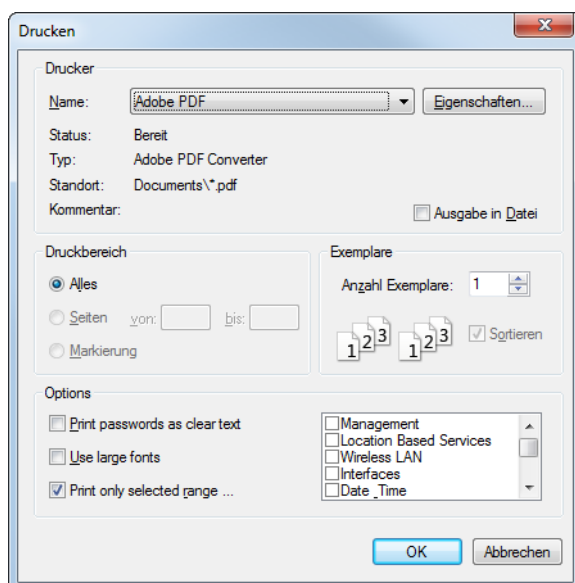 Drucken
Drucker
Name: Adobe PDF Eigenschaften...
Status: Bereit
Typ: Adobe PDF Converter
Standort: Documents\*.pdf
Kommentar: Ausgabe in Datei
Druckbereich
Alles
Seiten von: bis:
Markierung
Exemplare
Anzahl Exemplare: 1
1 2 3 1 2 3 Sortieren
Options
Print passwords as clear text
Use large fonts
Print only selected range ...
Management
Location Based Services
Wireless LAN
Interfaces
Date _Time
OK Abbrechen